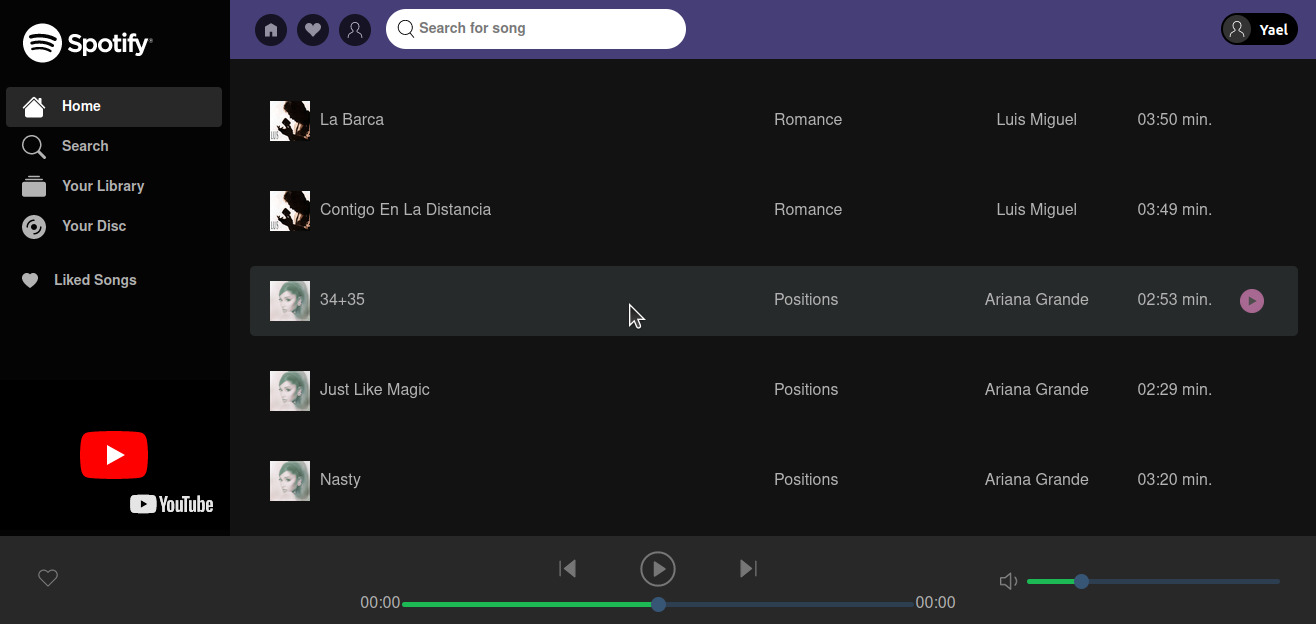 Spotify
Search for song
Yael
Home
Search
Your Library
Your Disc
Liked Songs
La Barca Romance Luis Miguel 03:50 min.
Contigo En La Distancia Romance Luis Miguel 03:49 min.
34+35 Positions Ariana Grande 02:53 min.
Just Like Magic Positions Ariana Grande 02:29 min.
Nasty Positions Ariana Grande 03:20 min.
YouTube
00:00 00:00